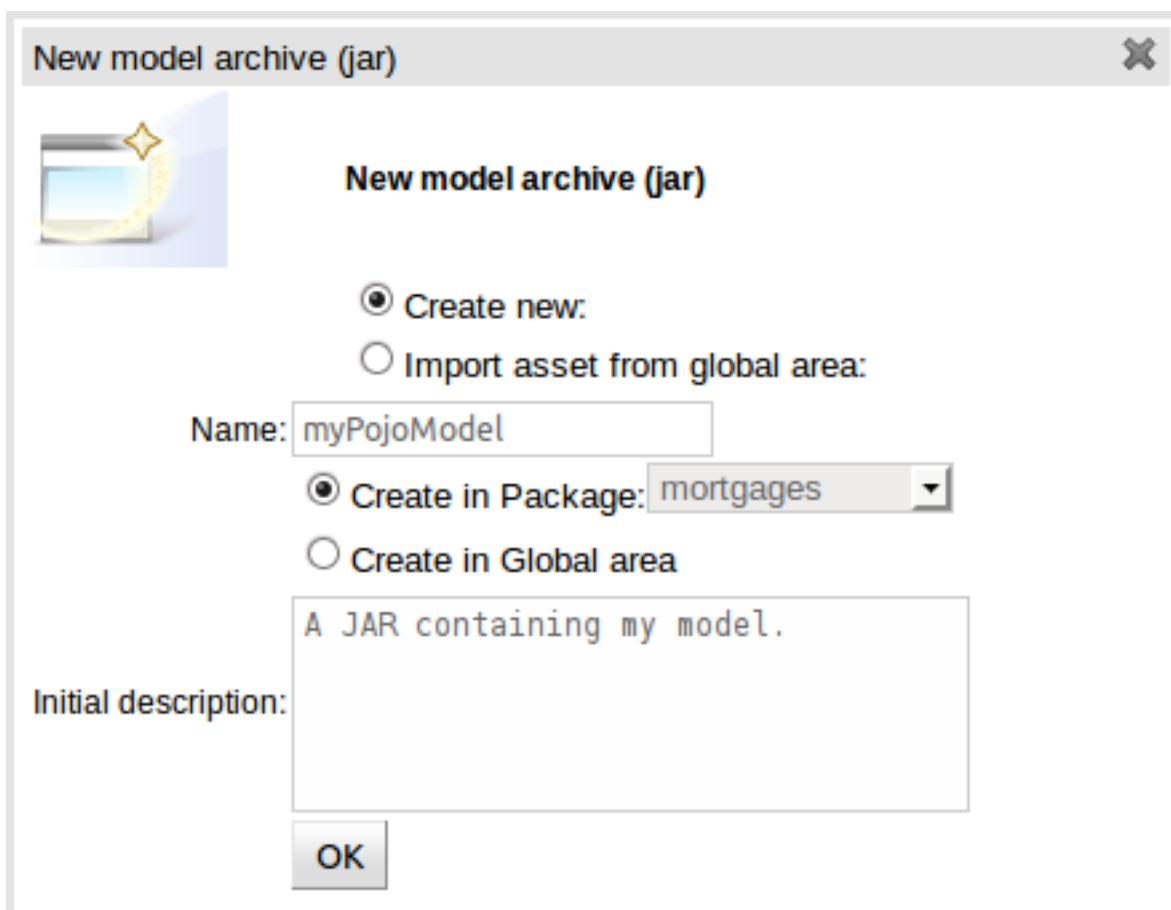 New model archive (jar)
New model archive (jar)
Create new:
Import asset from global area:
Name: myPojoModel
Create in Package: mortgages
Create in Global area
A JAR containing my model.
Initial description:
OK